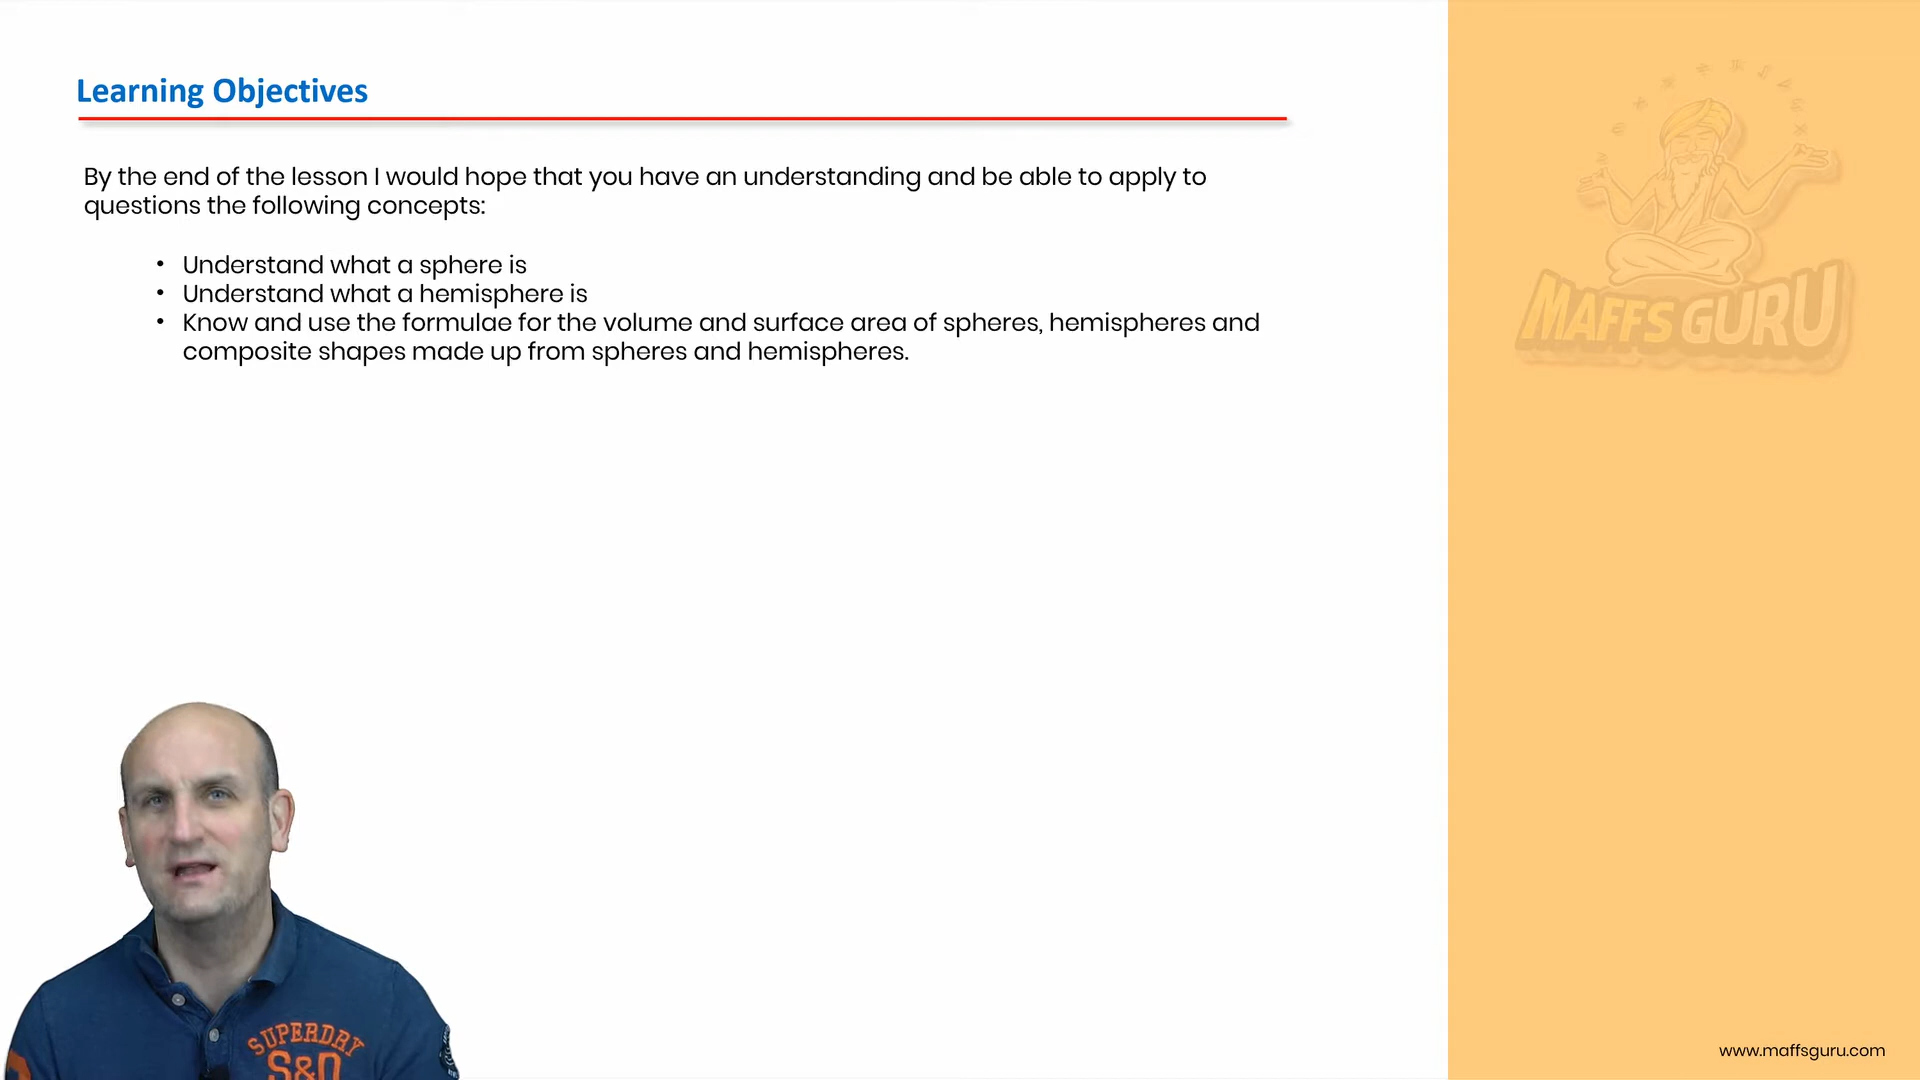 Learning Objectives
By the end of the lesson I would hope that you have an understanding and be able to apply to
questions the following concepts:
• Understand what a sphere is
• Understand what a hemisphere is
• Know and use the formulae for the volume and surface area of spheres, hemispheres and
composite shapes made up from spheres and hemispheres.
MAFFS GURU
SUPERDRY
S&D
www.maffsguru.com